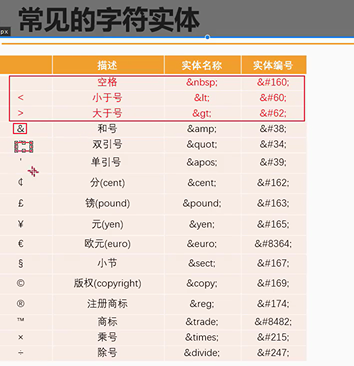 px
常见的字符实体
描述 实体名称 实体编号
空格 &nbsp; &#160;
< 小于号 &lt; &#60;
> 大于号 &gt; &#62;
& 和号 &amp; &#38;
" 双引号 &quot; &#34;
' 单引号 &apos; &#39;
¢ 分(cent) &cent; &#162;
£ 镑(pound) &pound; &#163;
¥ 元(yen) &yen; &#165;
€ 欧元(euro) &euro; &#8364;
§ 小节 &sect; &#167;
© 版权(copyright) &copy; &#169;
® 注册商标 &reg; &#174;
™ 商标 &trade; &#8482;
× 乘号 &times; &#215;
÷ 除号 &divide; &#247;